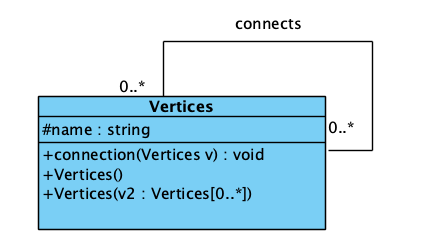 connects
0..*
Vertices
#name : string
0..*
+connection(Vertices v) : void
+Vertices()
+Vertices(v2 : Vertices[0..*])